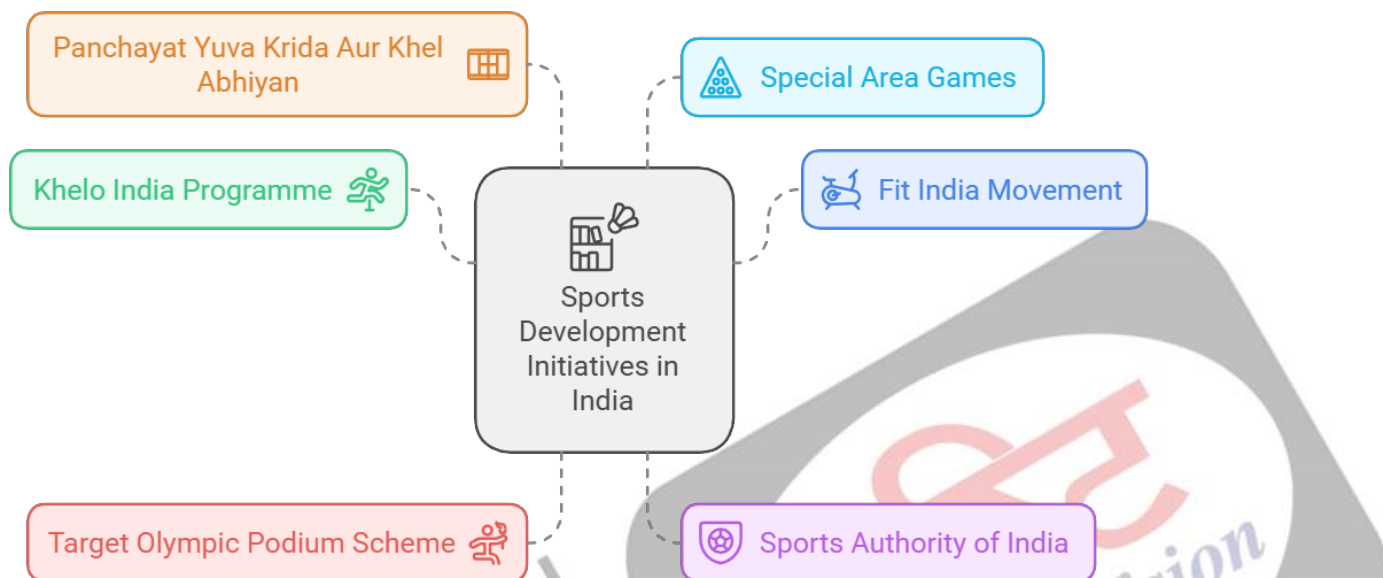 Panchayat Yuva Krida Aur Khel
Abhiyan
Special Area Games
Khelo India Programme
Fit India Movement
Sports
Development
Initiatives in
India
Target Olympic Podium Scheme
Sports Authority of India